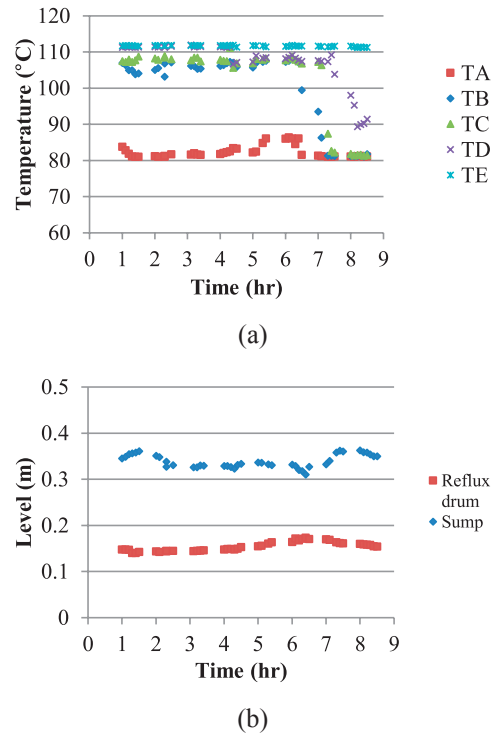 (a)
Temperature (°C)
120
110
100
90
80
70
60
0 1 2 3 4 5 6 7 8 9
Time (hr)
TA
TB
TC
TD
TE
(a)
Level (m)
0.5
0.4
0.3
0.2
0.1
0
0 1 2 3 4 5 6 7 8 9
Time (hr)
Reflux
drum
Sump
(b)